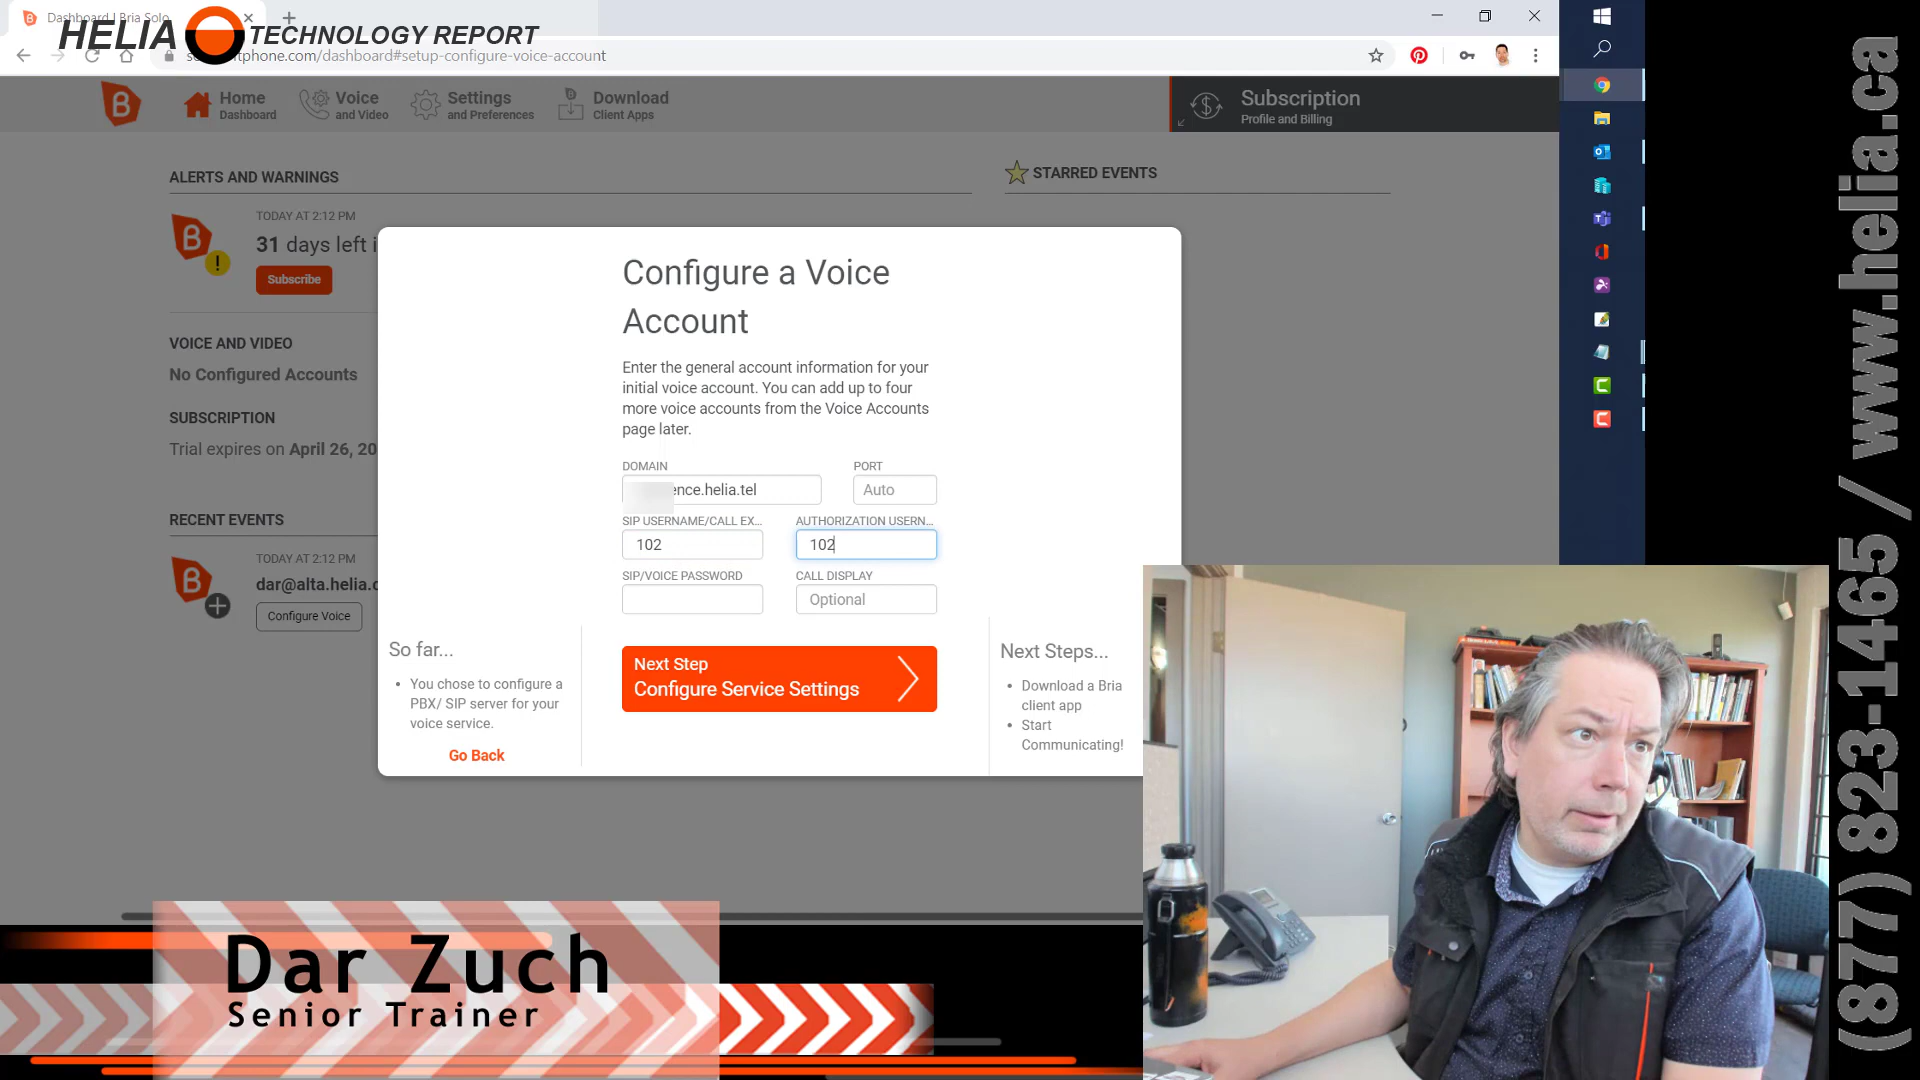 Dashboard | Bria Solo
HELIA TECHNOLOGY REPORT
phone.com/dashboard#setup-configure-voice-account
Home
Dashboard
Voice
and Video
Settings
and Preferences
Download
Client Apps
Subscription
Profile and Billing
ALERTS AND WARNINGS
TODAY AT 2:12 PM
31 days left i
Subscribe
VOICE AND VIDEO
No Configured Accounts
SUBSCRIPTION
Trial expires on April 26, 20
RECENT EVENTS
TODAY AT 2:12 PM
dar@alta.helia.c
Configure Voice
STARRED EVENTS
Configure a Voice
Account
Enter the general account information for your
initial voice account. You can add up to four
more voice accounts from the Voice Accounts
page later.
DOMAIN
PORT
ence.helia.tel
Auto
SIP USERNAME/CALL EX...
AUTHORIZATION USERN...
102
102
SIP/VOICE PASSWORD
CALL DISPLAY
Optional
So far...
You chose to configure a
PBX/ SIP server for your
voice service.
Go Back
Next Step
Configure Service Settings
Next Steps...
Download a Bria
client app
Start
Communicating!
Dar Zuch
Senior Trainer
(877) 823-1465 / www.helia.ca